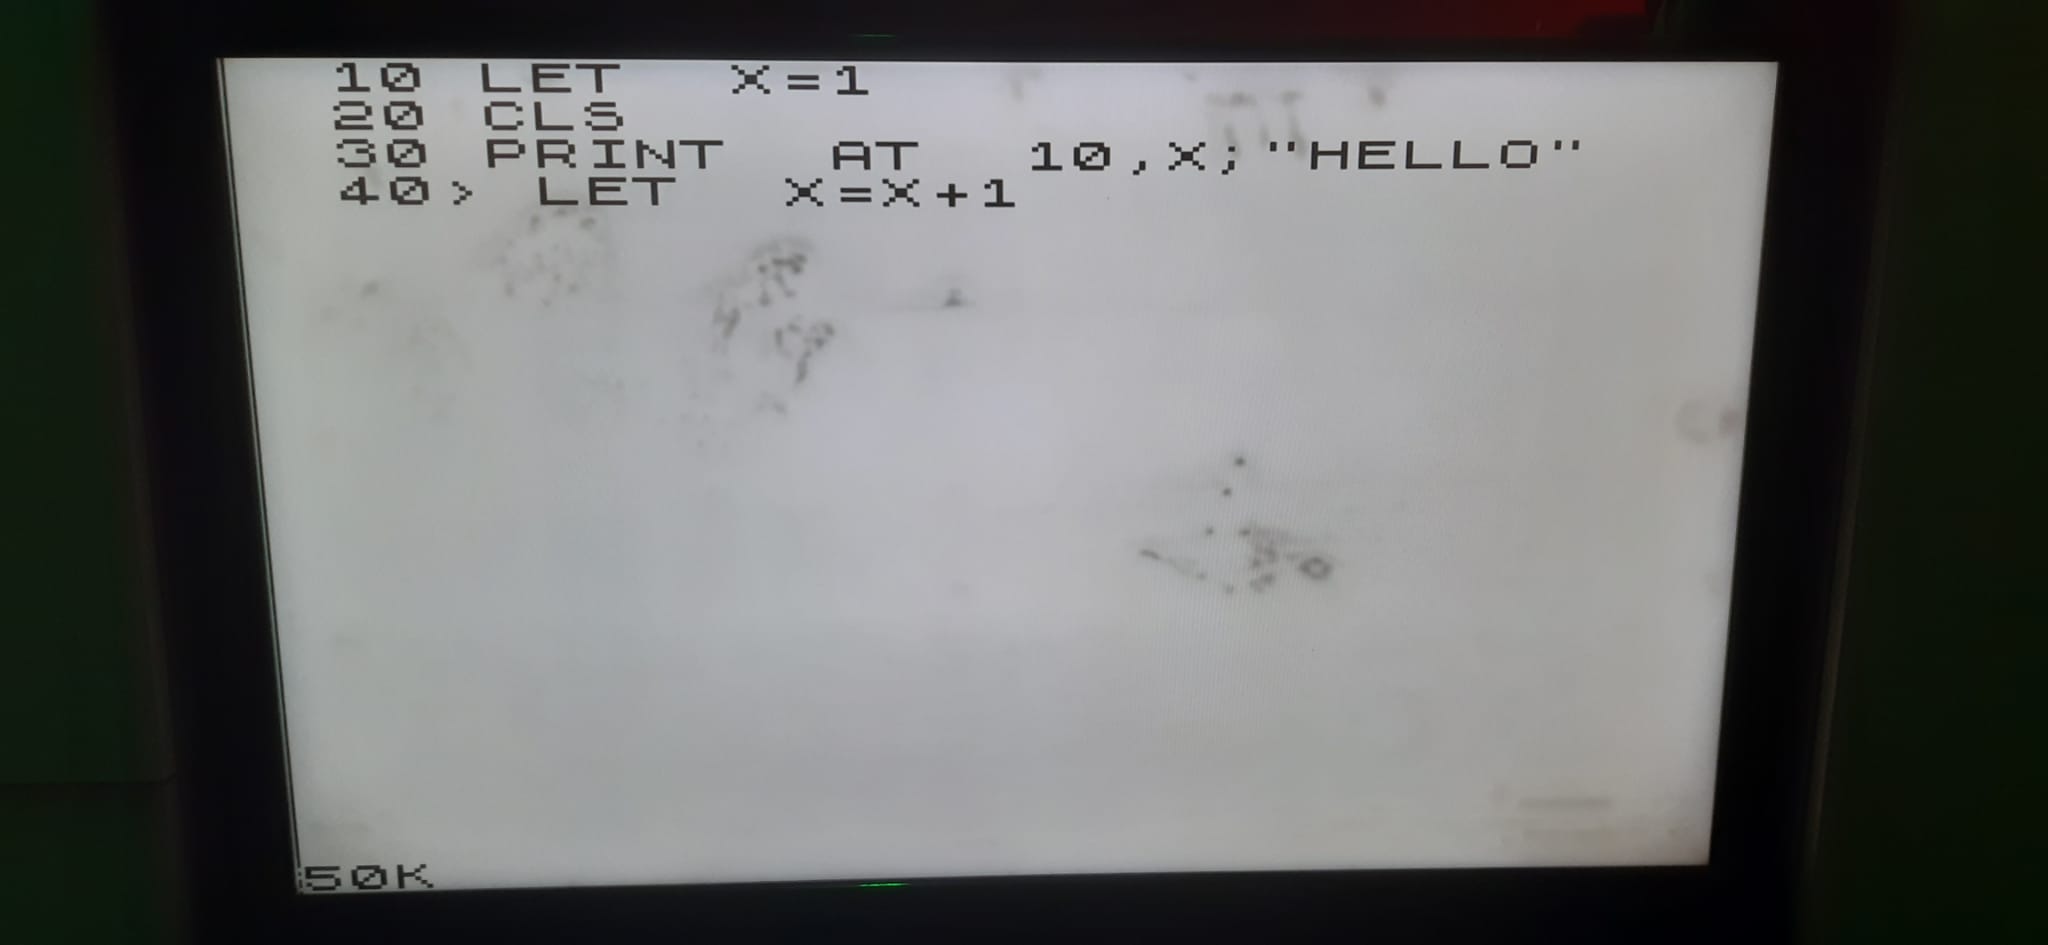 10 LET X=1
20 CLS
30 PRINT AT 10,X;"HELLO"
40> LET X=X+1
50K